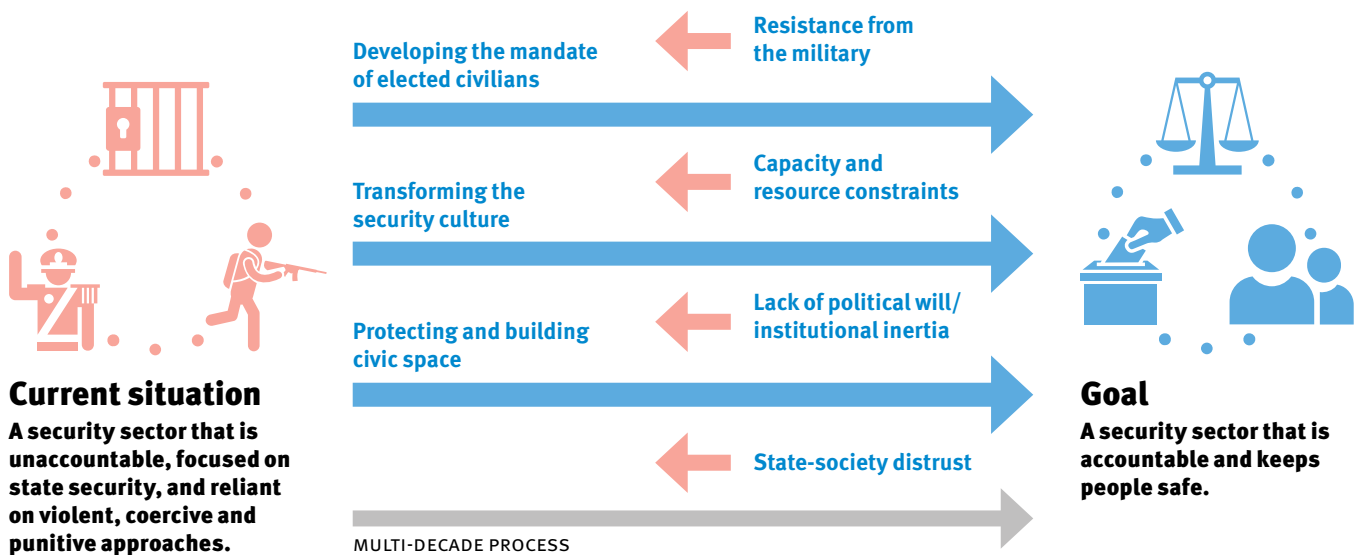 Resistance from
the military
Developing the mandate
of elected civilians
Capacity and
resource constraints
Transforming the
security culture
Lack of political will/
institutional inertia
Protecting and building
civic space
State-society distrust
MULTI-DECADE PROCESS
Current situation
A security sector that is
unaccountable, focused on
state security, and reliant
on violent, coercive and
punitive approaches.
Goal
A security sector that is
accountable and keeps
people safe.